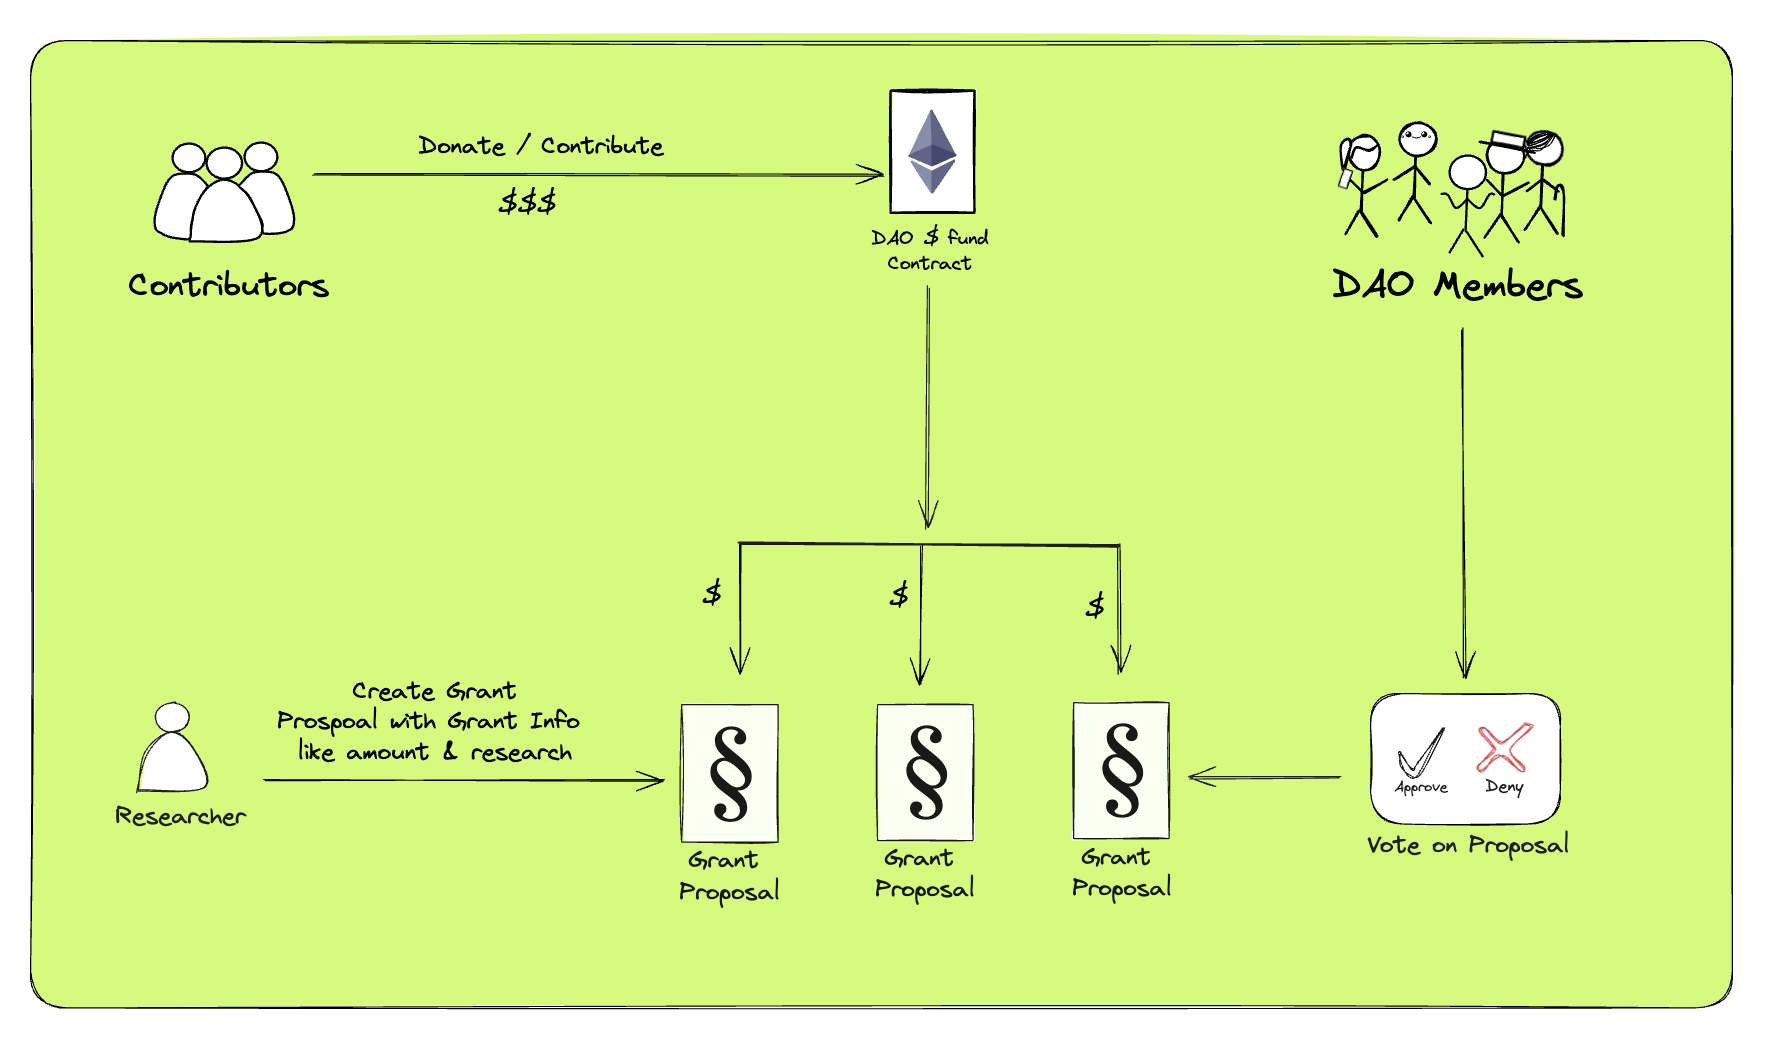 Donate / Contribute
$$$
Contributors
DAO $ fund
Contract
DAO Members
$
$
$
Create Grant
Prospoal with Grant Info
like amount & research
Researcher
§
§
§
Grant
Proposal
Grant
Proposal
Grant
Proposal
Approve
Deny
Vote on Proposal